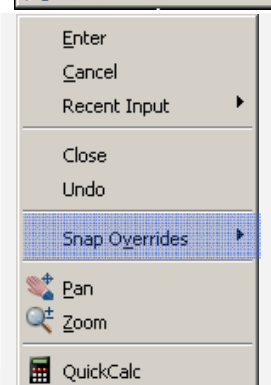 Enter
Cancel
Recent Input
Close
Undo
Snap Overrides
Pan
Zoom
QuickCalc